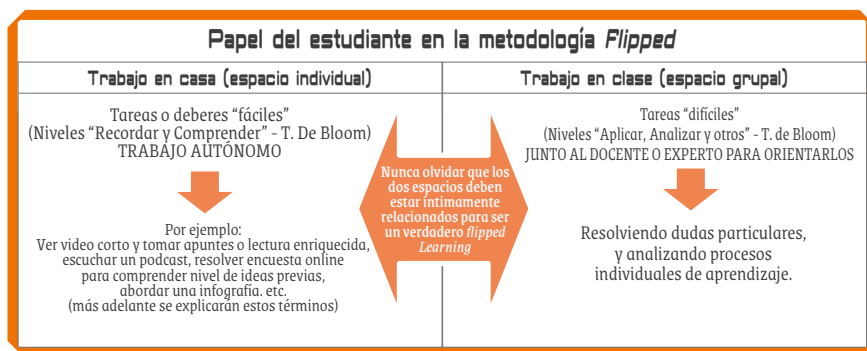 Papel del estudiante en la metodología Flipped
Trabajo en casa (espacio individual)
Trabajo en clase (espacio grupal)
Tareas o deberes “fáciles”
(Niveles “Recordar y Comprender” - T. De Bloom)
TRABAJO AUTÓNOMO
Por ejemplo:
Ver video corto y tomar apuntes o lectura enriquecida,
escuchar un podcast, resolver encuesta online
para comprender nivel de ideas previas,
abordar una infografía. etc.
(más adelante se explicarán estos términos)
Nunca olvidar que los
dos espacios deben
estar íntimamente
relacionados para ser
un verdadero flipped
Learning
Tareas “difíciles”
(Niveles “Aplicar, Analizar y otros” - T. de Bloom)
JUNTO AL DOCENTE O EXPERTO PARA ORIENTARLOS
Resolviendo dudas particulares,
y analizando procesos
individuales de aprendizaje.